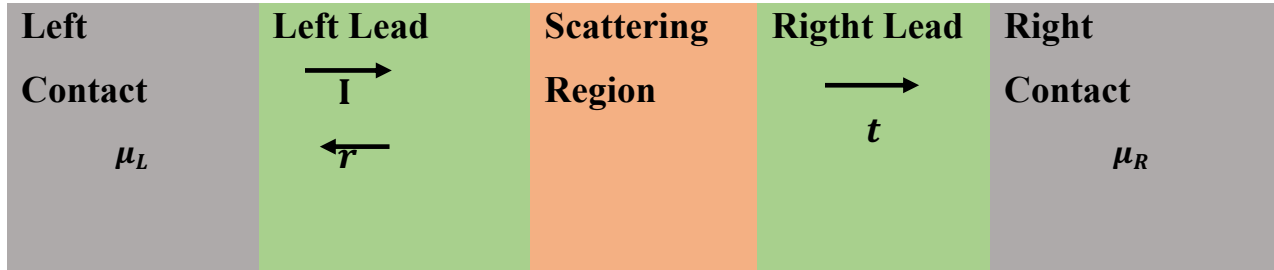 Left
Contact
μL
Left Lead
I
r
Scattering
Region
Rigtht Lead
t
Right
Contact
μR